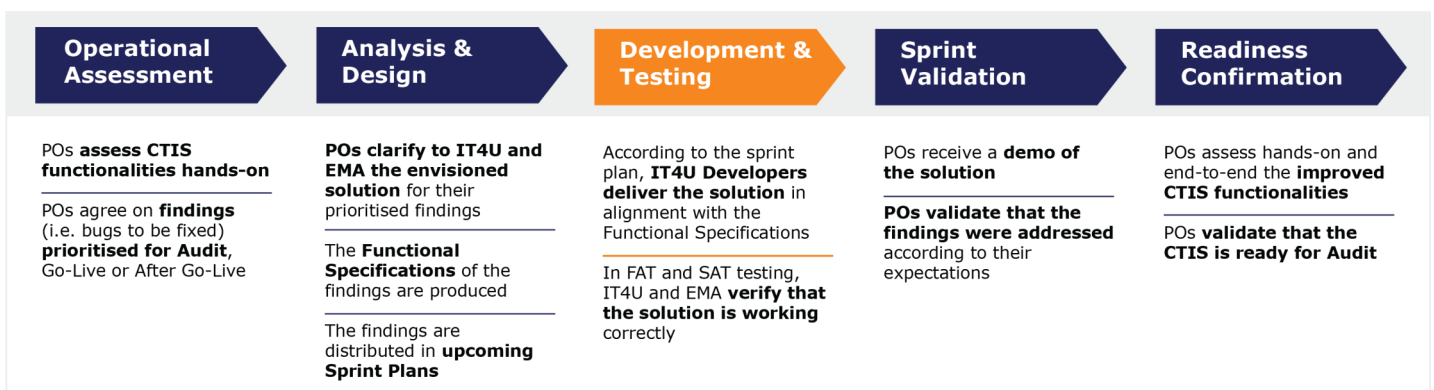 Operational
Assessment
Analysis &
Design
Development &
Testing
Sprint
Validation
Readiness
Confirmation
POs assess CTIS
functionalities hands-on
POs agree on findings
(i.e. bugs to be fixed)
prioritised for Audit,
Go-Live or After Go-Live
POs clarify to IT4U and
EMA the envisioned
solution for their
prioritised findings
The Functional
Specifications of the
findings are produced
The findings are
distributed in upcoming
Sprint Plans
According to the sprint
plan, IT4U Developers
deliver the solution in
alignment with the
Functional Specifications
In FAT and SAT testing,
IT4U and EMA verify that
the solution is working
correctly
POs receive a demo of
the solution
POs validate that the
findings were addressed
according to their
expectations
POs assess hands-on and
end-to-end the improved
CTIS functionalities
POs validate that the
CTIS is ready for Audit